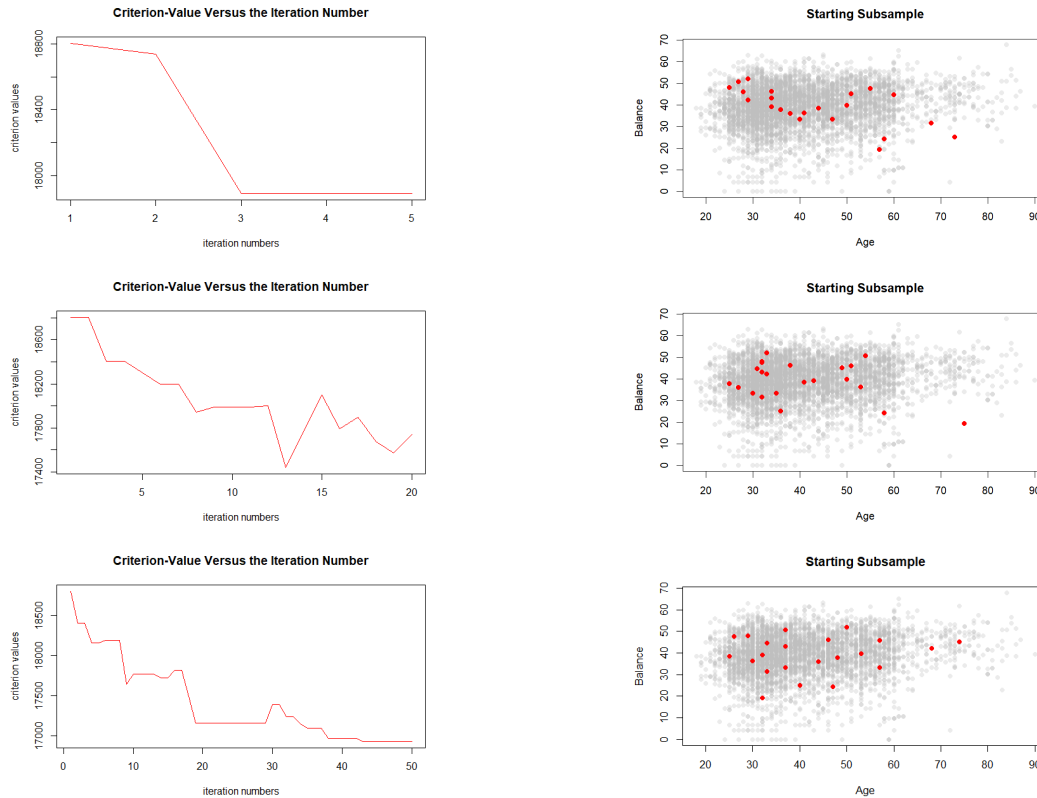 Criterion-Value Versus the Iteration Number
criterion values
18000 18400 18800
1 2 3 4 5
iteration numbers
Starting Subsample
Balance
0 10 20 30 40 50 60 70
20 30 40 50 60 70 80 90
Age
Criterion-Value Versus the Iteration Number
criterion values
17400 17800 18200 18600
5 10 15 20
iteration numbers
Starting Subsample
Balance
0 10 20 30 40 50 60 70
20 30 40 50 60 70 80 90
Age
Criterion-Value Versus the Iteration Number
criterion values
17000 17500 18000 18500
0 10 20 30 40 50
iteration numbers
Starting Subsample
Balance
0 10 20 30 40 50 60 70
20 30 40 50 60 70 80 90
Age